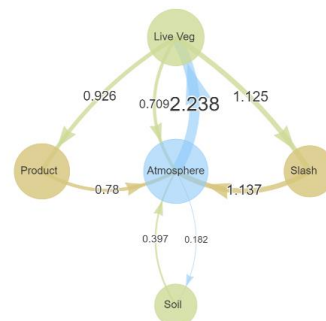 Live Veg
0.926
0.709
2.238
1.125
Product
Atmosphere
Slash
0.78
1.137
0.397
0.182
Soil